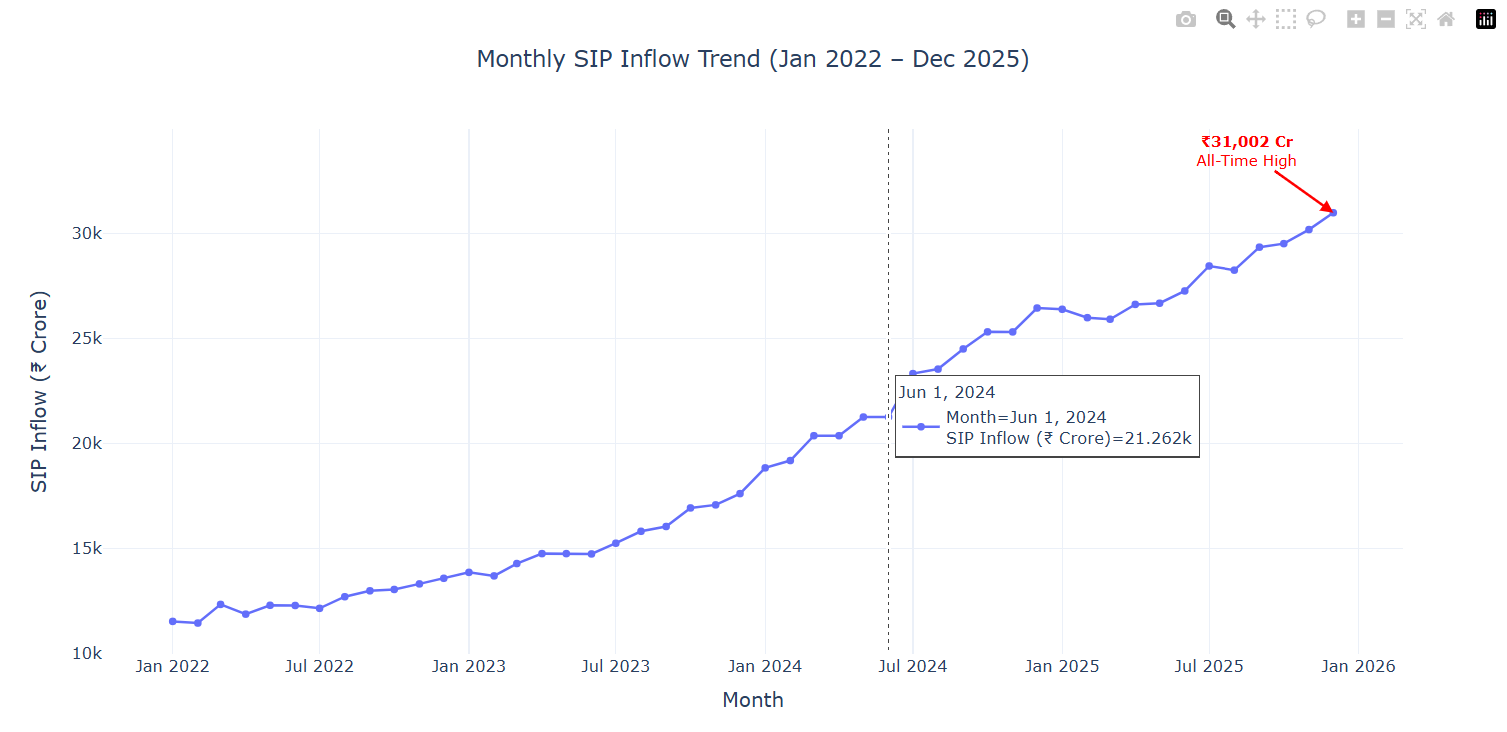 Monthly SIP Inflow Trend (Jan 2022 – Dec 2025)
₹31,002 Cr
All-Time High
30k
25k
20k
15k
10k
SIP Inflow (₹ Crore)
Jun 1, 2024
Month=Jun 1, 2024
SIP Inflow (₹ Crore)=21.262k
Jan 2022 Jul 2022 Jan 2023 Jul 2023 Jan 2024 Jul 2024 Jan 2025 Jul 2025 Jan 2026
Month